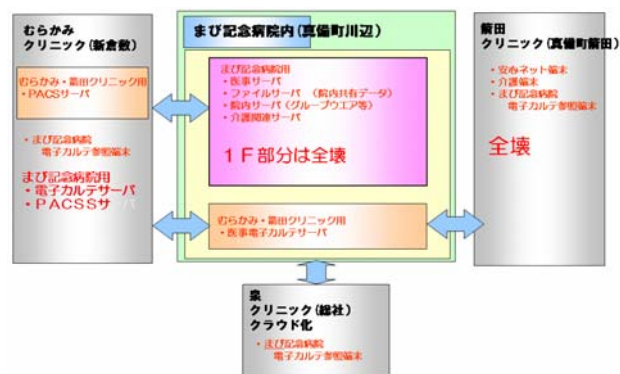 むらかみ
クリニック(新倉敷)
むらかみ・箭田クリニック用
・PACSサーバ
・まび記念病院
電子カルテ参照端末
まび記念病院用
・電子カルテサーバ
・PACSSサーバ
まび記念病院内(真備町川辺)
まび記念病院用
・医事サーバ
・ファイルサーバ (院内共有データ)
・院内サーバ(グループウエア等)
・介護関連サーバ
1F部分は全壊
むらかみ・箭田クリニック用
・医事電子カルテサーバ
箭田
クリニック(真備町箭田)
・安心ネット端末
・介護端末
・まび記念病院
電子カルテ参照端末
全壊
泉
クリニック(総社)
クラウド化
・まび記念病院
電子カルテ参照端末